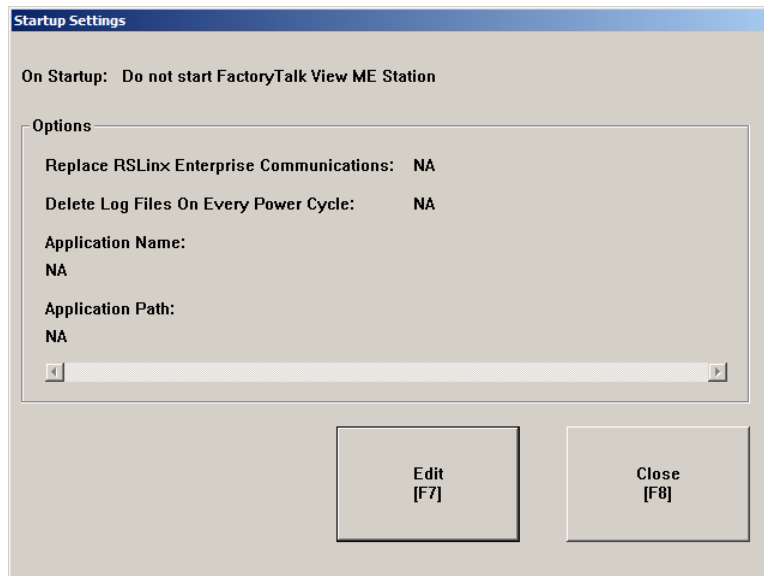 Startup Settings
On Startup: Do not start FactoryTalk View ME Station
Options
Replace RSLinx Enterprise Communications: NA
Delete Log Files On Every Power Cycle: NA
Application Name:
NA
Application Path:
NA
Edit
[F7]
Close
[F8]